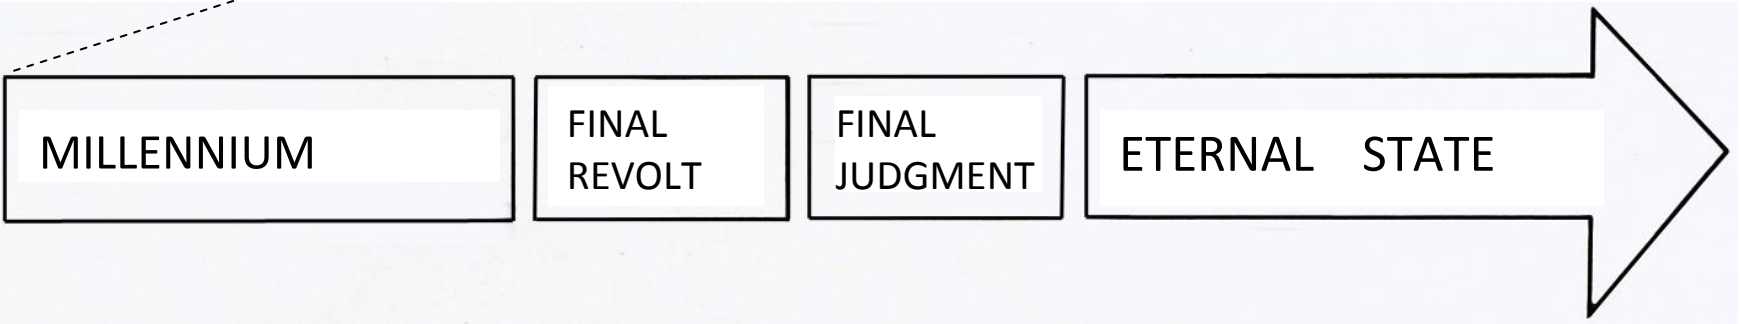 MILLENNIUM
FINAL
REVOLT
FINAL
JUDGMENT
ETERNAL STATE